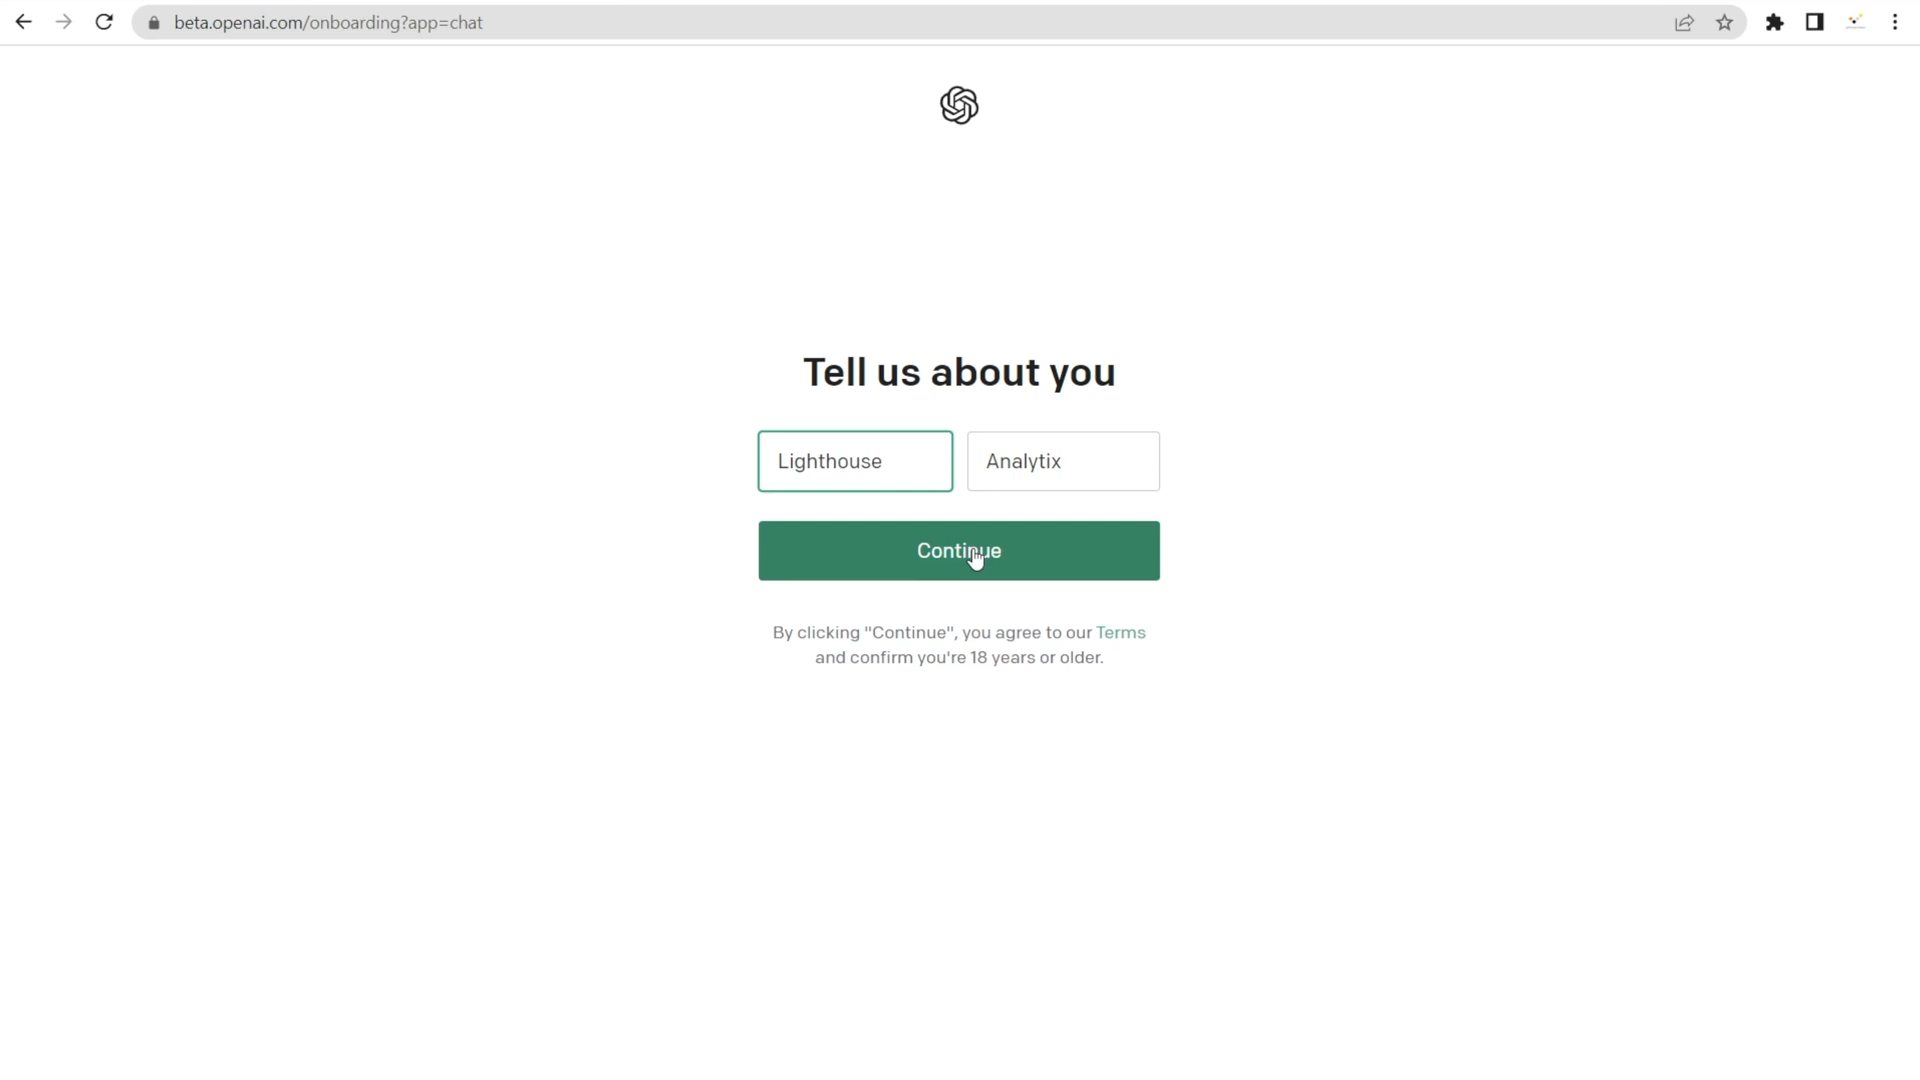 beta.openai.com/onboarding?app=chat
Tell us about you
Lighthouse
Analytix
Continue
By clicking "Continue", you agree to our Terms
and confirm you're 18 years or older.